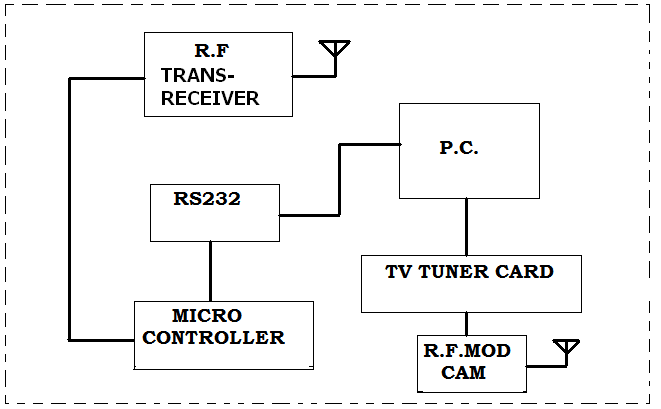 R.F
TRANS-
RECEIVER
P.C.
RS232
TV TUNER CARD
MICRO
CONTROLLER
R.F.MOD
CAM